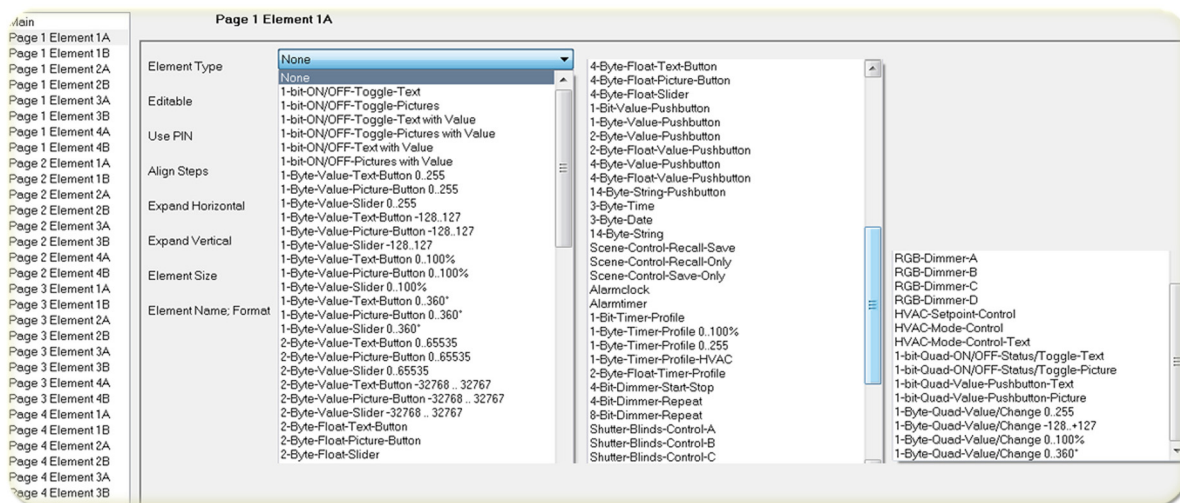 Main
Page 1 Element 1A
Page 1 Element 1B
Page 1 Element 2A
Page 1 Element 2B
Page 1 Element 3A
Page 1 Element 3B
Page 1 Element 4A
Page 1 Element 4B
Page 2 Element 1A
Page 2 Element 1B
Page 2 Element 2A
Page 2 Element 2B
Page 2 Element 3A
Page 2 Element 3B
Page 2 Element 4A
Page 2 Element 4B
Page 3 Element 1A
Page 3 Element 1B
Page 3 Element 2A
Page 3 Element 2B
Page 3 Element 3A
Page 3 Element 3B
Page 3 Element 4A
Page 3 Element 4B
Page 4 Element 1A
Page 4 Element 1B
Page 4 Element 2A
Page 4 Element 2B
Page 4 Element 3A
Page 4 Element 3B
Page 1 Element 1A
Element Type
Editable
Use PIN
Align Steps
Expand Horizontal
Expand Vertical
Element Size
Element Name; Format
None
None
1-bit-ON/OFF-Toggle-Text
1-bit-ON/OFF-Toggle-Pictures
1-bit-ON/OFF-Toggle-Text with Value
1-bit-ON/OFF-Toggle-Pictures with Value
1-bit-ON/OFF-Text with Value
1-bit-ON/OFF-Pictures with Value
1-Byte-Value-Text-Button 0..255
1-Byte-Value-Picture-Button 0..255
1-Byte-Value-Slider 0..255
1-Byte-Value-Text-Button -128..127
1-Byte-Value-Picture-Button -128..127
1-Byte-Value-Slider -128..127
1-Byte-Value-Text-Button 0..100%
1-Byte-Value-Picture-Button 0..100%
1-Byte-Value-Slider 0..100%
1-Byte-Value-Text-Button 0..360°
1-Byte-Value-Picture-Button 0..360°
1-Byte-Value-Slider 0..360°
2-Byte-Value-Text-Button 0..65535
2-Byte-Value-Picture-Button 0..65535
2-Byte-Value-Slider 0..65535
2-Byte-Value-Text-Button -32768 .. 32767
2-Byte-Value-Picture-Button -32768 .. 32767
2-Byte-Value-Slider -32768 .. 32767
2-Byte-Float-Text-Button
2-Byte-Float-Picture-Button
2-Byte-Float-Slider
4-Byte-Float-Text-Button
4-Byte-Float-Picture-Button
4-Byte-Float-Slider
1-Bit-Value-Pushbutton
1-Byte-Value-Pushbutton
2-Byte-Value-Pushbutton
2-Byte-Float-Value-Pushbutton
4-Byte-Value-Pushbutton
4-Byte-Float-Value-Pushbutton
14-Byte-String-Pushbutton
3-Byte-Time
3-Byte-Date
14-Byte-String
Scene-Control-Recall-Save
Scene-Control-Recall-Only
Scene-Control-Save-Only
Alarmclock
Alarmtimer
1-Bit-Timer-Profile
1-Byte-Timer-Profile 0..100%
1-Byte-Timer-Profile 0..255
1-Byte-Timer-Profile-HVAC
2-Byte-Float-Timer-Profile
4-Bit-Dimmer-Start-Stop
4-Bit-Dimmer-Repeat
8-Bit-Dimmer-Repeat
Shutter-Blinds-Control-A
Shutter-Blinds-Control-B
Shutter-Blinds-Control-C
RGB-Dimmer-A
RGB-Dimmer-B
RGB-Dimmer-C
RGB-Dimmer-D
HVAC-Setpoint-Control
HVAC-Mode-Control
HVAC-Mode-Control-Text
1-bit-Quad-ON/OFF-Status/Toggle-Text
1-bit-Quad-ON/OFF-Status/Toggle-Picture
1-bit-Quad-Value-Pushbutton-Text
1-bit-Quad-Value-Pushbutton-Picture
1-Byte-Quad-Value/Change 0..255
1-Byte-Quad-Value/Change -128..+127
1-Byte-Quad-Value/Change 0..100%
1-Byte-Quad-Value/Change 0..360°